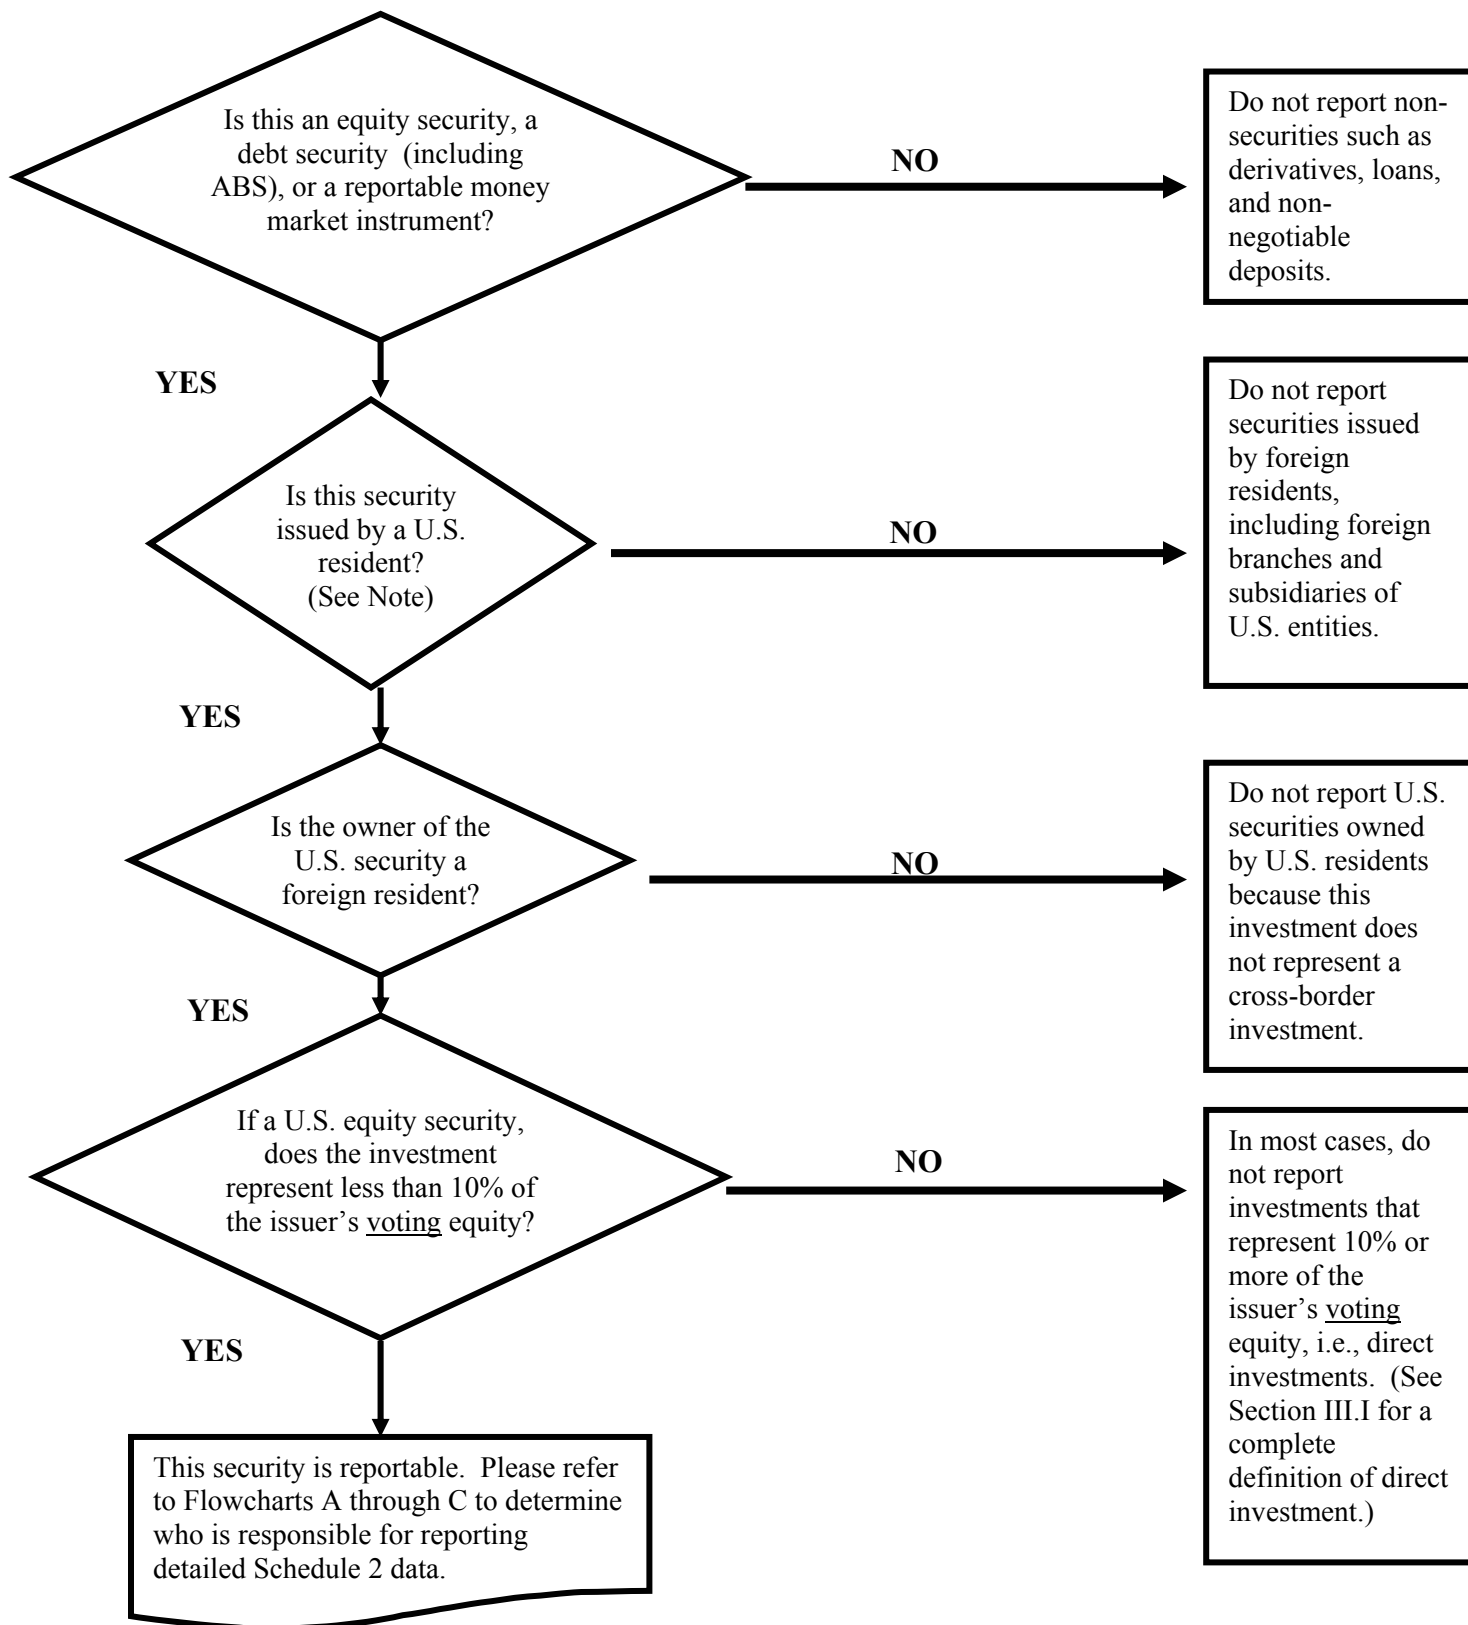 Is this an equity security, a
debt security  (including
ABS), or a reportable money
market instrument?
NO
Do not report non-
securities such as
derivatives, loans,
and non-
negotiable
deposits.
YES
Is this security
issued by a U.S.
resident?
(See Note)
NO
Do not report
securities issued
by foreign
residents,
including foreign
branches and
subsidiaries of
U.S. entities.
YES
Is the owner of the
U.S. security a
foreign resident?
NO
Do not report U.S.
securities owned
by U.S. residents
because this
investment does
not represent a
cross-border
investment.
YES
If a U.S. equity security,
does the investment
represent less than 10% of
the issuer’s voting equity?
NO
In most cases, do
not report
investments that
represent 10% or
more of the
issuer’s voting
equity, i.e., direct
investments.  (See
Section III.I for a
complete
definition of direct
investment.)
YES
This security is reportable.  Please refer
to Flowcharts A through C to determine
who is responsible for reporting
detailed Schedule 2 data.